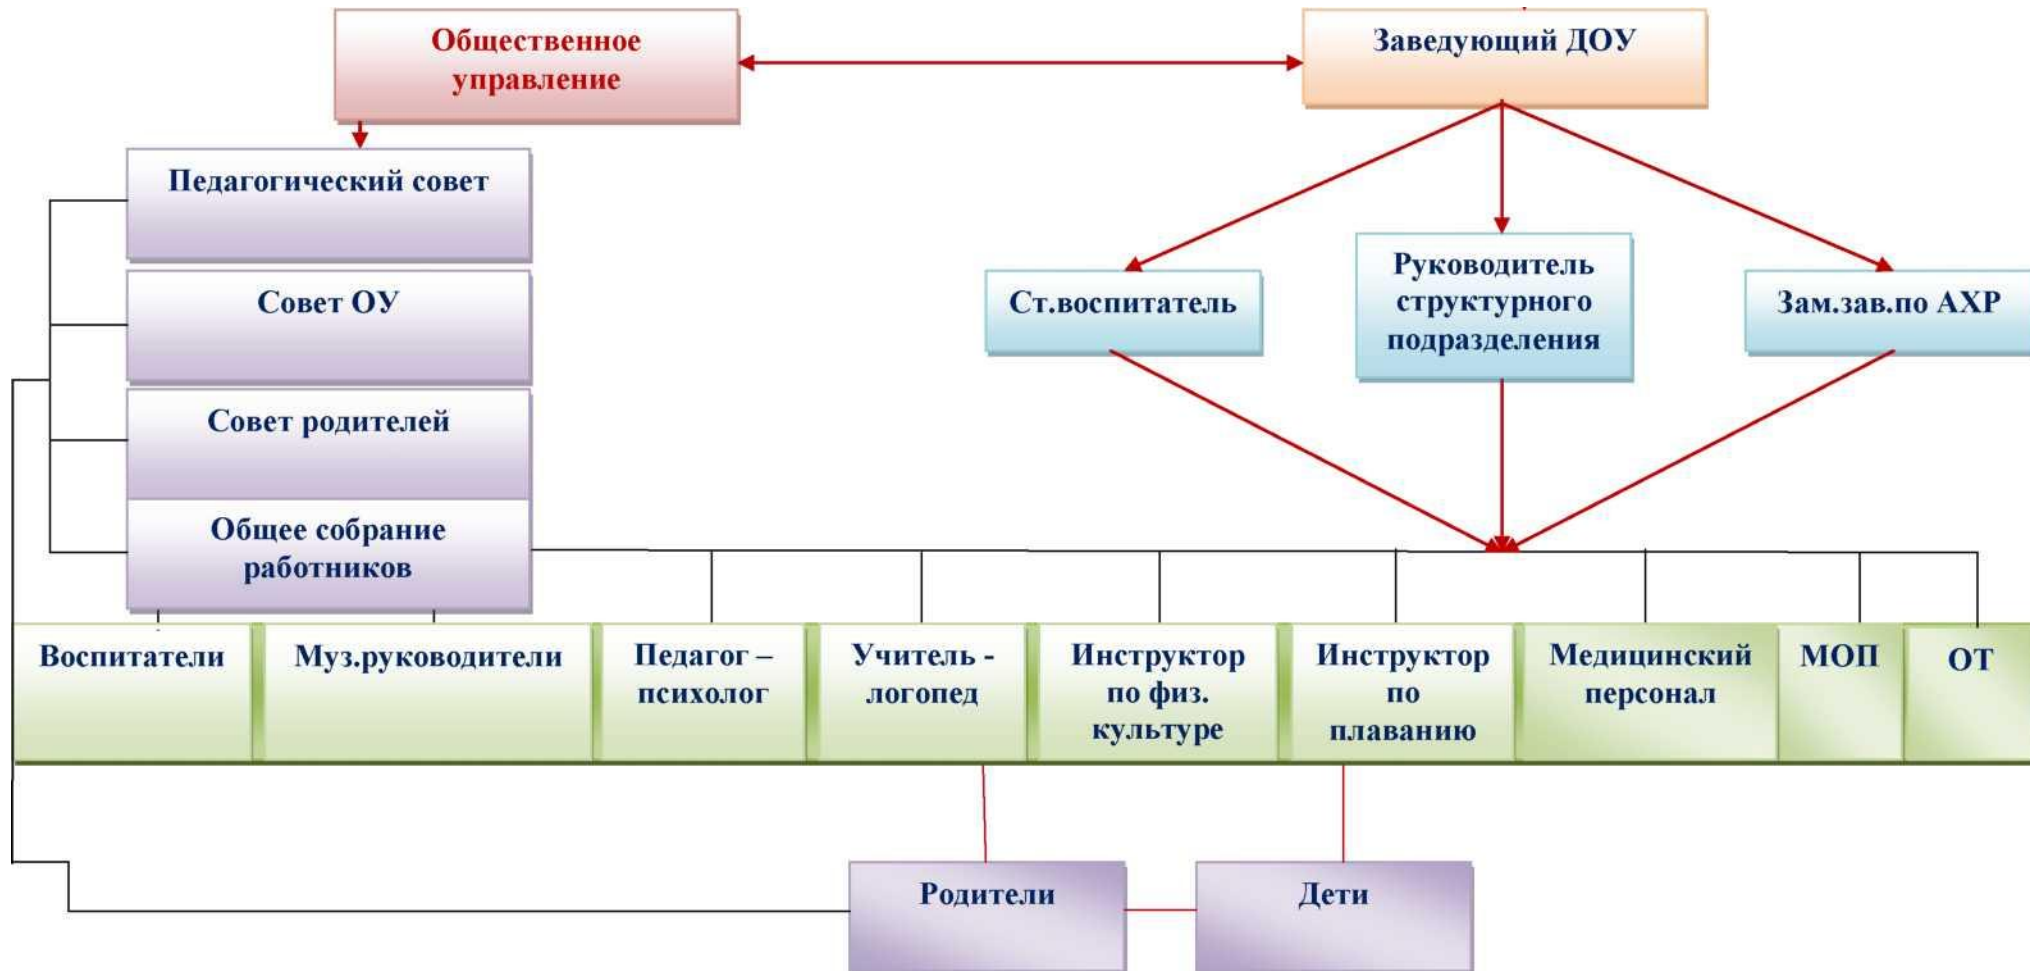 Общественное
управление
Заведующий ДОУ
Педагогический совет
Совет ОУ
Совет родителей
Общее собрание
работников
Ст.воспитатель
Руководитель
структурного
подразделения
Зам.зав.по АХР
Воспитатели
Муз.руководители
Педагог –
психолог
Учитель -
логопед
Инструктор
по физ.
культуре
Инструктор
по
плаванию
Медицинский
персонал
МОП
ОТ
Родители
Дети